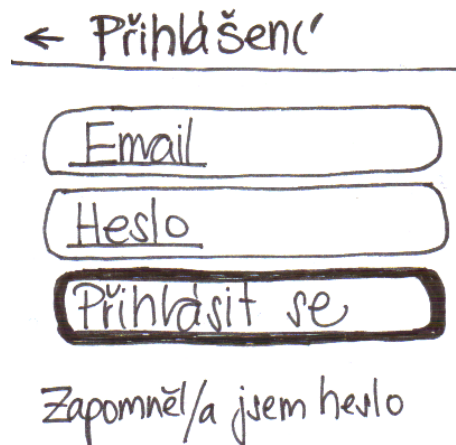 ← Přihlášení
Email
Heslo
Přihlásit se
Zapomněl/a jsem heslo